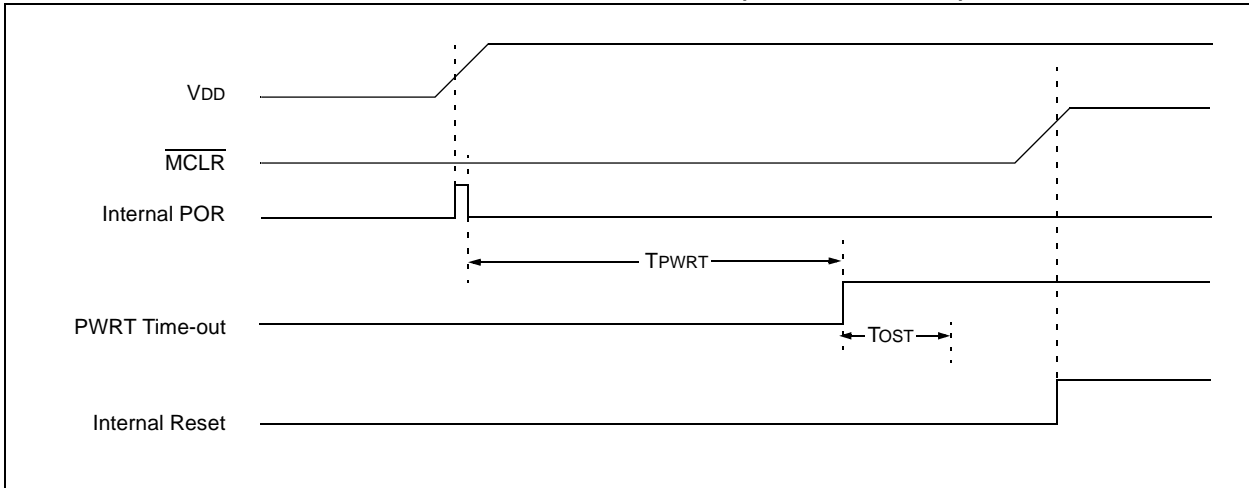 VDD
MCLR
Internal POR
TPWRT
PWRT Time-out
TOST
Internal Reset